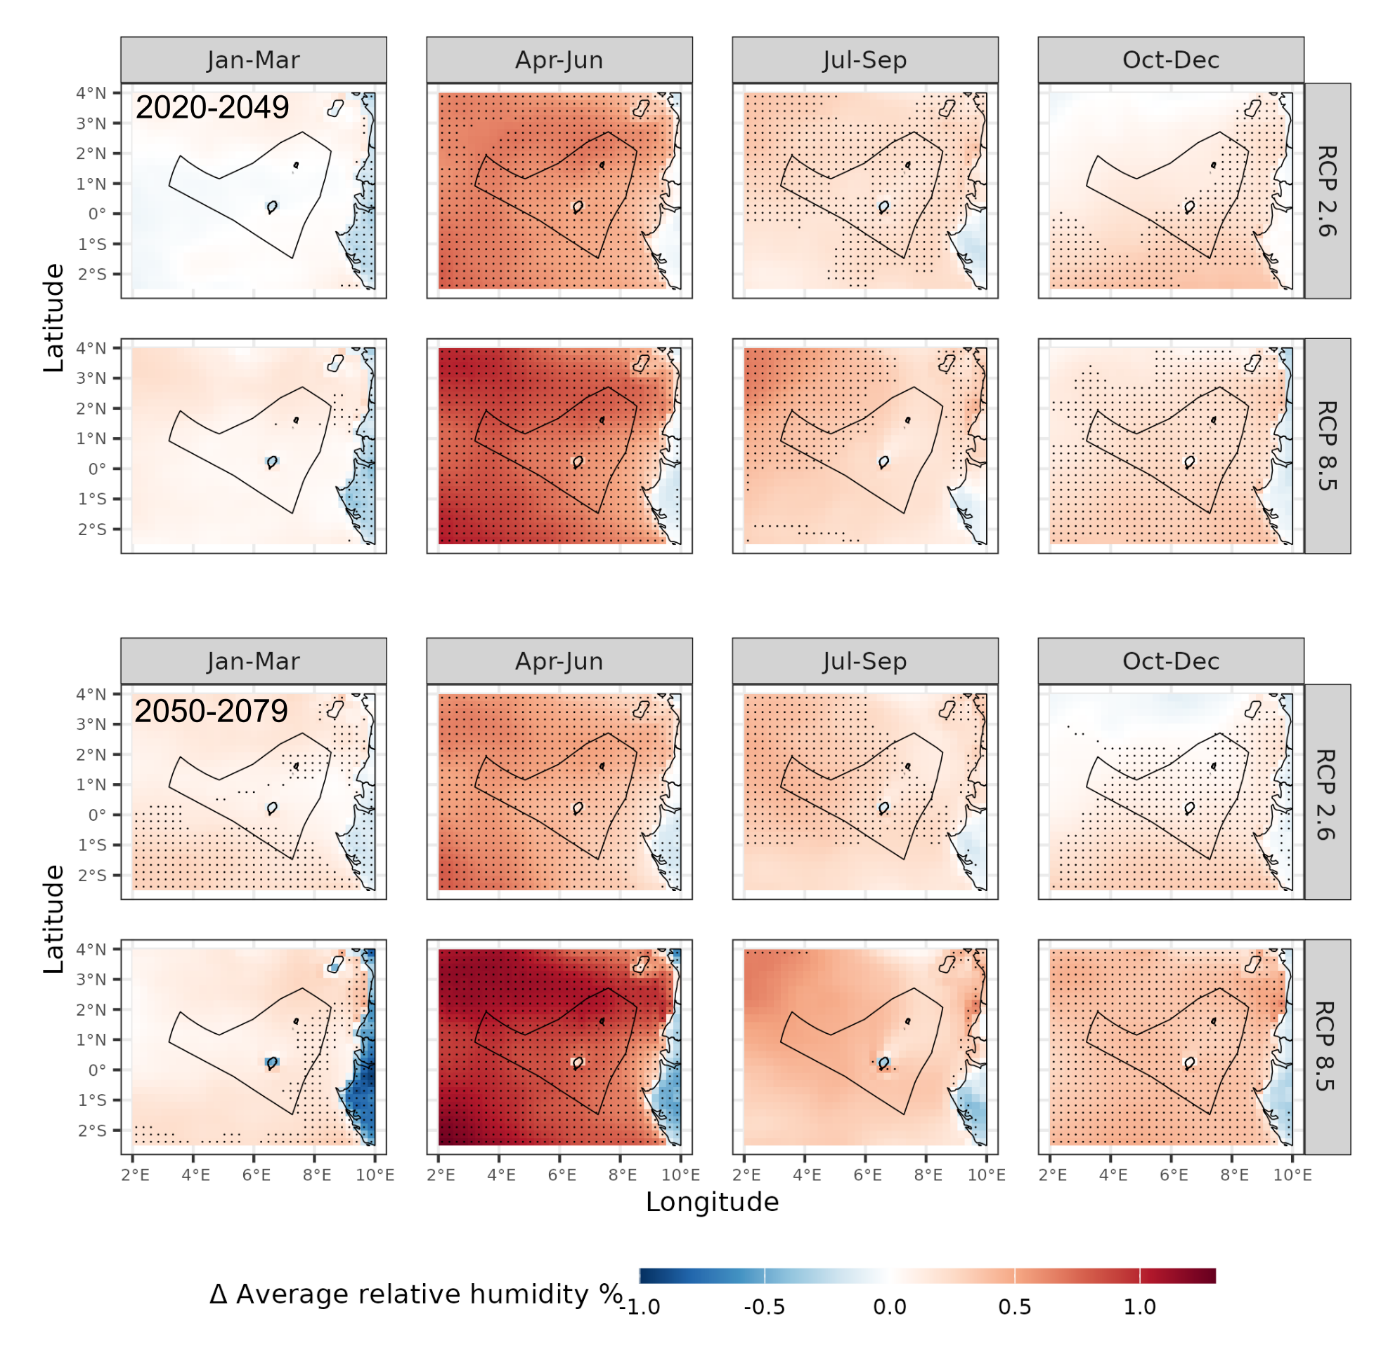 Jan-Mar Apr-Jun Jul-Sep Oct-Dec
2020-2049
4°N
3°N
2°N
1°N
0°
1°S
2°S
RCP 2.6
Latitude
4°N
3°N
2°N
1°N
0°
1°S
2°S
RCP 8.5
Jan-Mar Apr-Jun Jul-Sep Oct-Dec
2050-2079
4°N
3°N
2°N
1°N
0°
1°S
2°S
RCP 2.6
Latitude
4°N
3°N
2°N
1°N
0°
1°S
2°S
RCP 8.5
2°E 4°E 6°E 8°E 10°E 2°E 4°E 6°E 8°E 10°E 2°E 4°E 6°E 8°E 10°E 2°E 4°E 6°E 8°E 10°E
Longitude
Δ Average relative humidity %
-1.0 -0.5 0.0 0.5 1.0